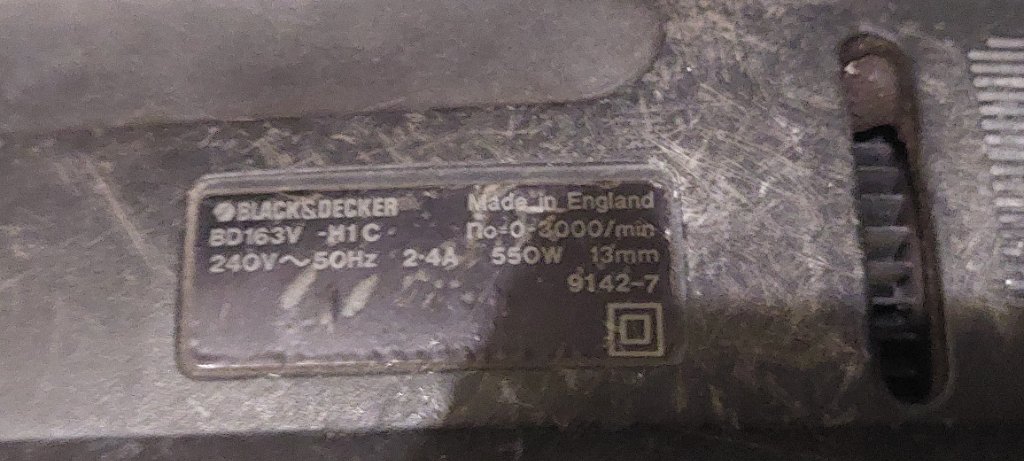 BLACK&DECKER Made in England
BD163V -H1C- no=0-3000/min
240V~50Hz 2·4A 550W 13mm
9142-7